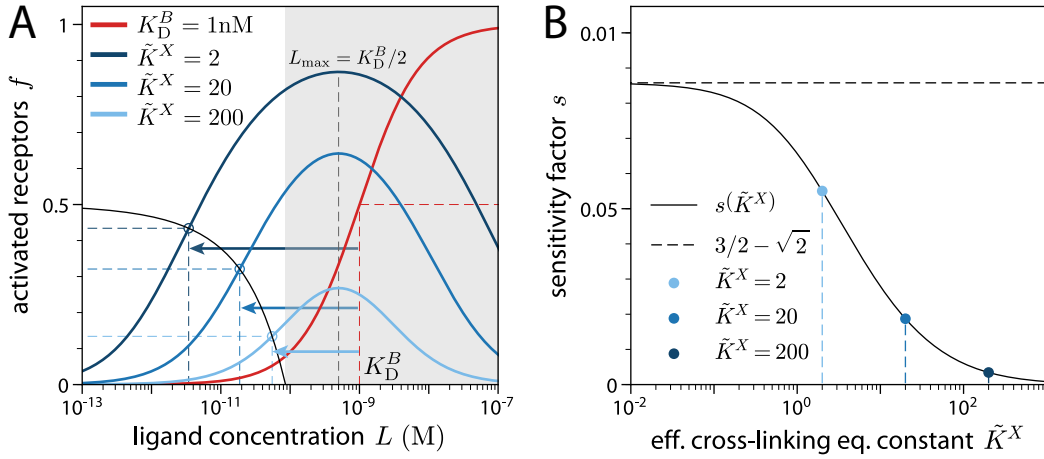 A
K_D^B = 1nM
K̃^X = 2
K̃^X = 20
K̃^X = 200
L_max = K_D^B/2
K_D^B
activated receptors f
1
0.5
0
10^-13
10^-11
10^-9
10^-7
ligand concentration L (M)
B
sensitivity factor s
0.1
0.05
0
s(K̃^X)
3/2 − √2
K̃^X = 2
K̃^X = 20
K̃^X = 200
10^-2
10^0
10^2
eff. cross-linking eq. constant K̃^X